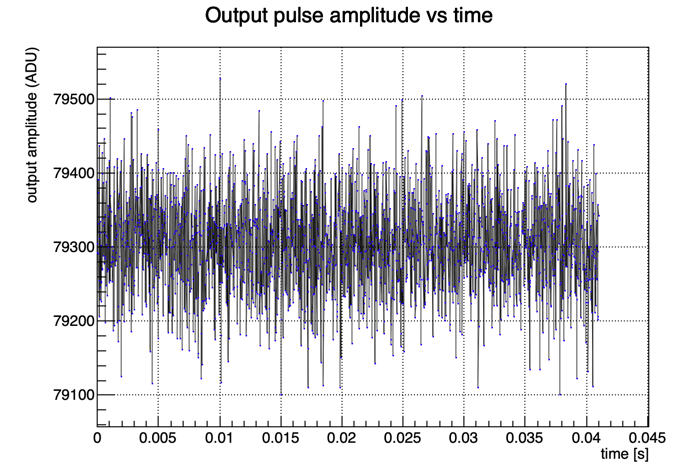 Output pulse amplitude vs time
output amplitude (ADU)
79500
79400
79300
79200
79100
0 0.005 0.01 0.015 0.02 0.025 0.03 0.035 0.04 0.045
time [s]